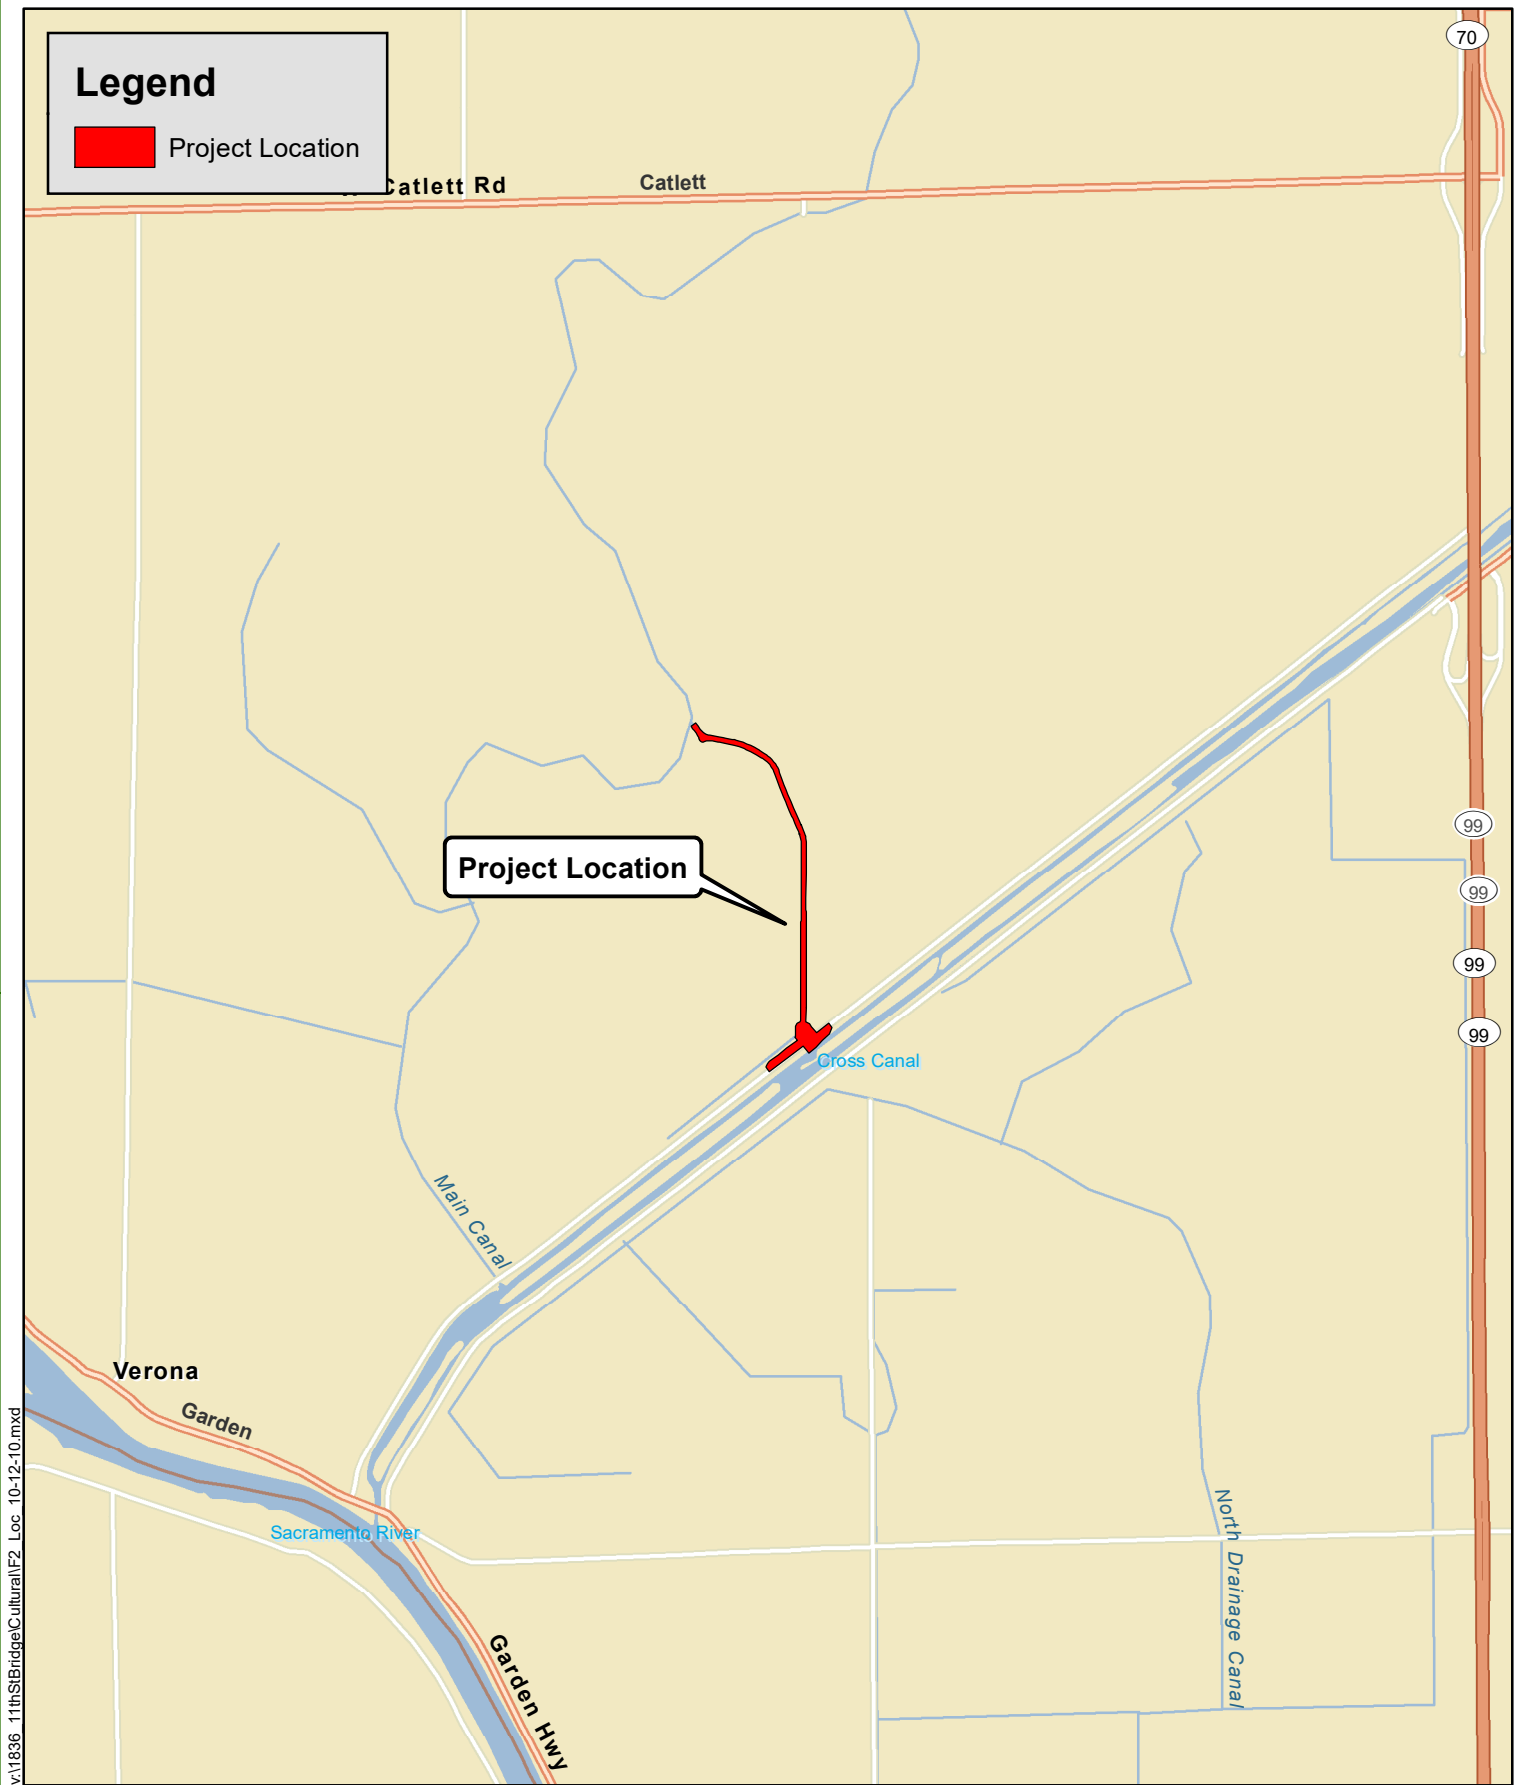 70
Legend
Project Location
Catlett Rd
Catlett
99
Project Location
99
99
99
Cross Canal
Main Canal
Verona
Garden
Sacramento River
North Drainage Canal
Garden Hwy
v:\1836_11thStBridge\Cultural\F2_Loc_10-12-10.mxd